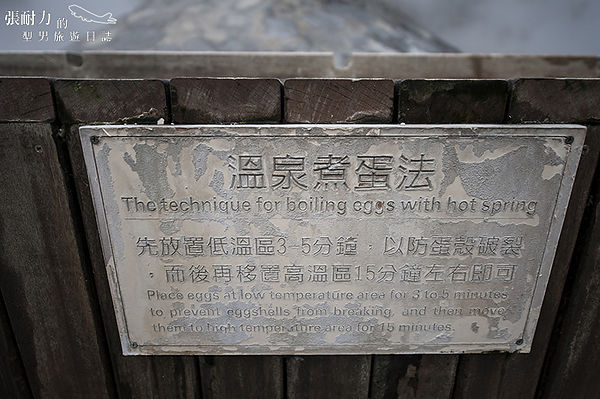 張耐力的
型男旅遊日誌
溫泉煮蛋法
The technique for boiling eggs with hot spring
先放置低溫區3-5分鐘，以防蛋殼破裂
，而後再移置高溫區15分鐘左右即可
Place eggs at low temperature area for 3 to 5 minutes
to prevent eggshells from breaking, and then move
them to high temperature area for 15 minutes.